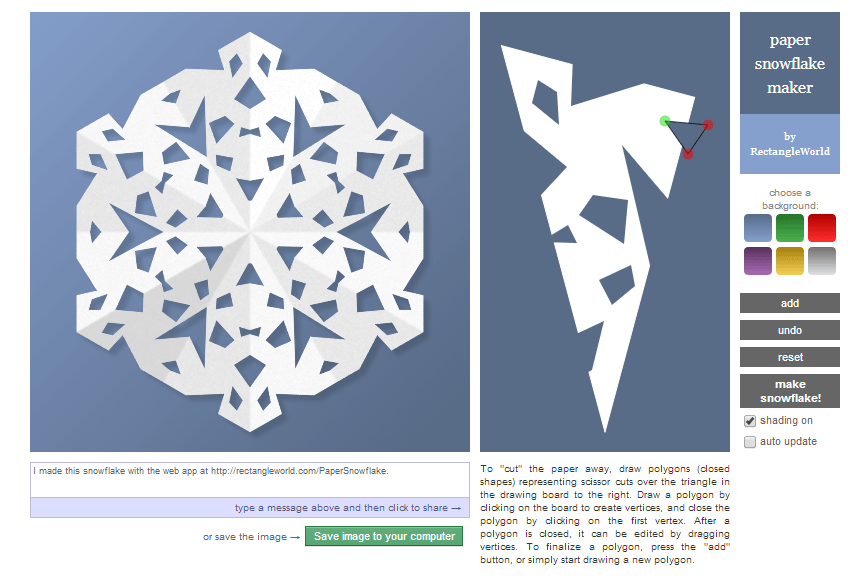 paper
snowflake
maker
by
RectangleWorld
choose a
background:
add
undo
reset
make
snowflake!
shading on
auto update
I made this snowflake with the web app at http://rectangleworld.com/PaperSnowflake.
type a message above and then click to share →
or save the image → Save image to your computer
To "cut" the paper away, draw polygons (closed
shapes) representing scissor cuts over the triangle in
the drawing board to the right. Draw a polygon by
clicking on the board to create vertices, and close the
polygon by clicking on the first vertex. After a
polygon is closed, it can be edited by dragging
vertices. To finalize a polygon, press the "add"
button, or simply start drawing a new polygon.